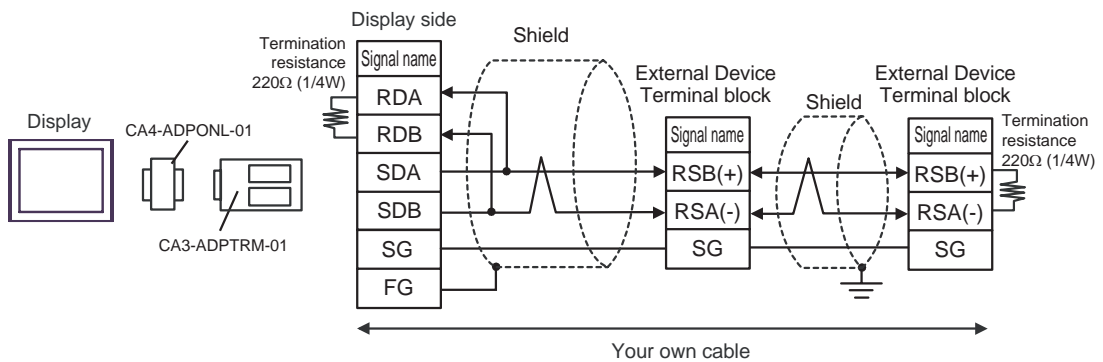 Display side
Shield
Termination
resistance
220Ω (1/4W)
Signal name
RDA
RDB
SDA
SDB
SG
FG
Display
CA4-ADPONL-01
CA3-ADPTRM-01
External Device
Terminal block
Signal name
RSB(+)
RSA(-)
SG
Shield
External Device
Terminal block
Signal name
RSB(+)
RSA(-)
SG
Termination
resistance
220Ω (1/4W)
Your own cable